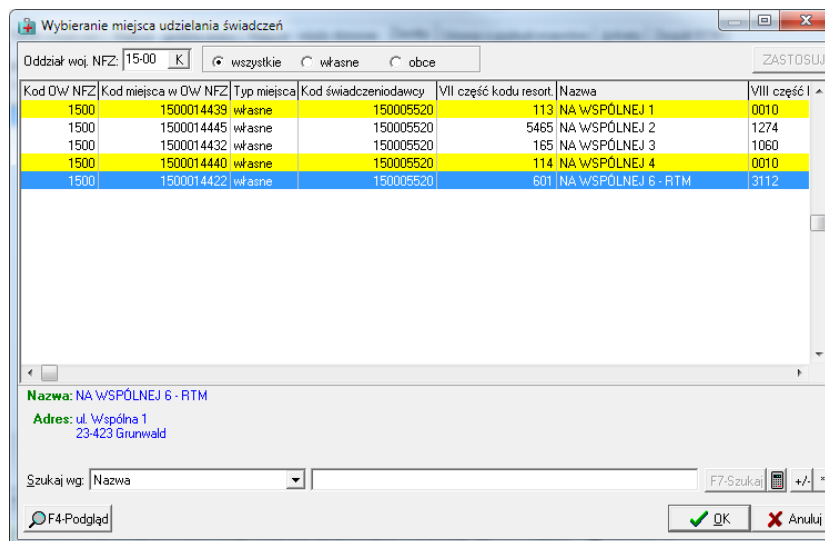 Wybieranie miejsca udzielania świadczeń
Oddział woj. NFZ: 15-00 K wszystkie własne obce ZASTOSUJ
Kod OW NFZ Kod miejsca w OW NFZ Typ miejsca Kod świadczeniodawcy VII część kodu resort. Nazwa VIII część
1500 1500014439 własne 150005520 113 NA WSPÓLNEJ 1 0010
1500 1500014445 własne 150005520 5465 NA WSPÓLNEJ 2 1274
1500 1500014432 własne 150005520 165 NA WSPÓLNEJ 3 1060
1500 1500014440 własne 150005520 114 NA WSPÓLNEJ 4 0010
1500 1500014422 własne 150005520 601 NA WSPÓLNEJ 6 - RTM 3112
Nazwa: NA WSPÓLNEJ 6 - RTM
Adres: ul. Wspólna 1
23-423 Grunwald
Szukaj wg: Nazwa F7-Szukaj +/- *
F4-Podgląd OK Anuluj